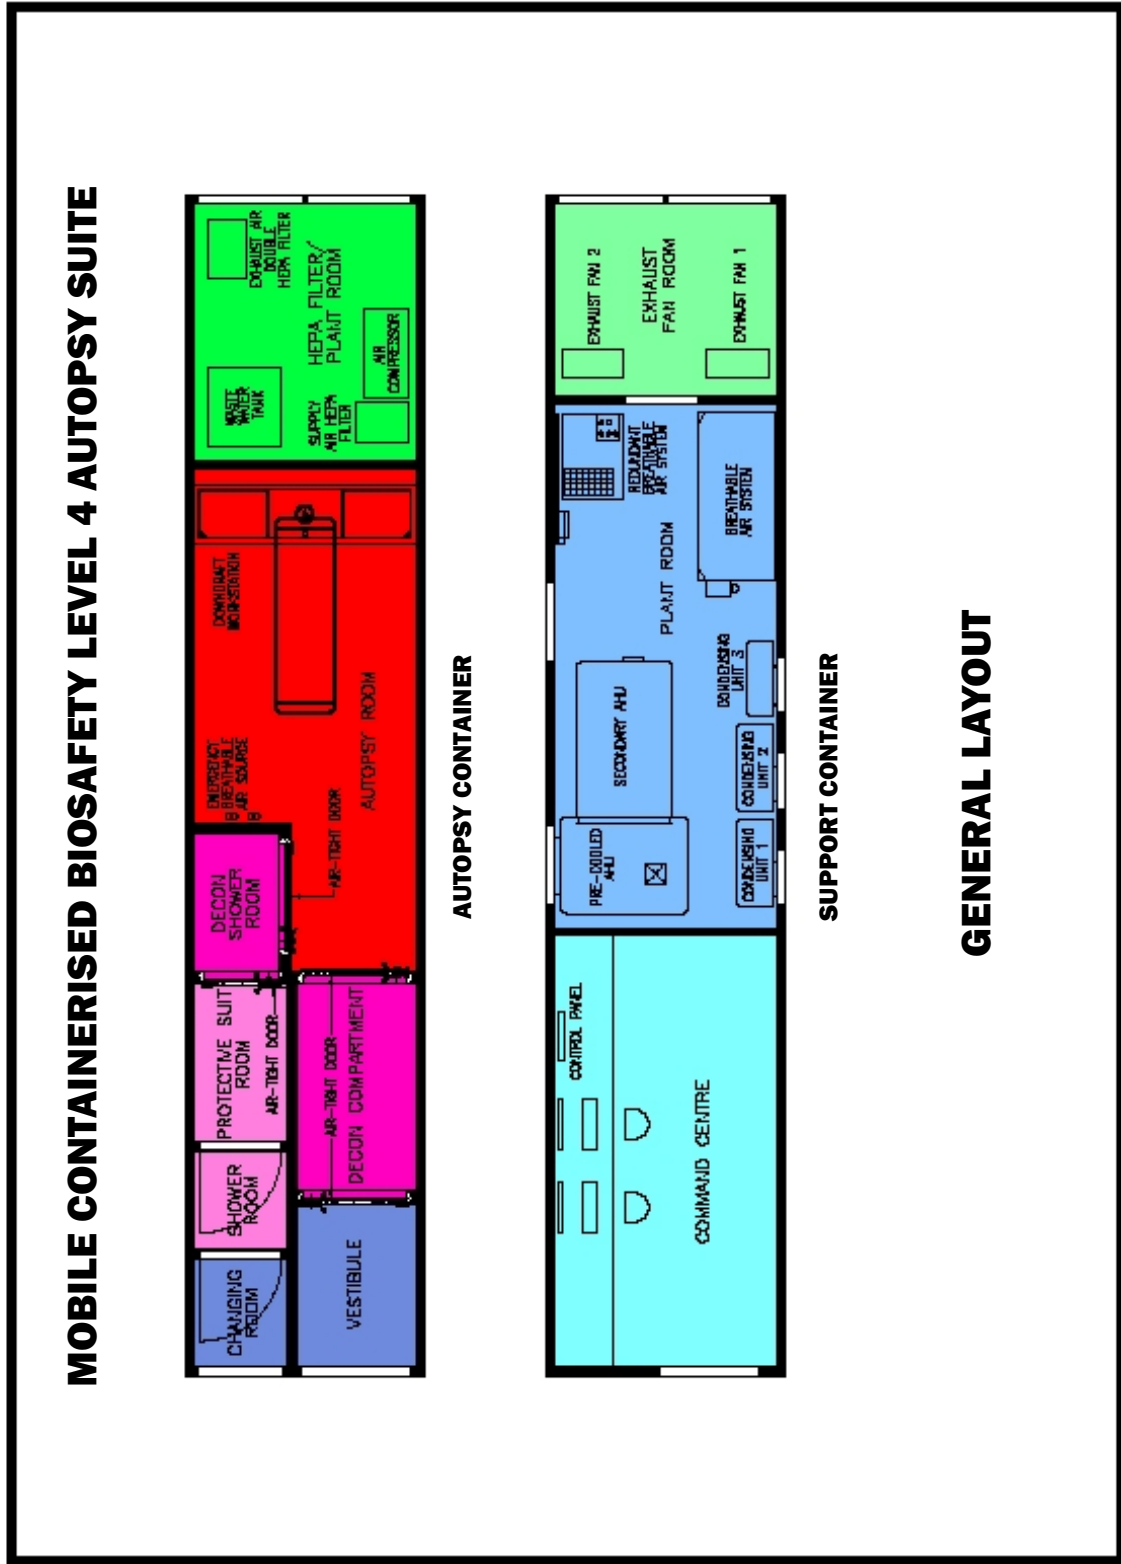 MOBILE CONTAINERISED BIOSAFETY LEVEL 4 AUTOPSY SUITE
CHANGING
ROOM
SHOWER
ROOM
PROTECTIVE SUIT
ROOM
AIR-TIGHT DOOR
DECON
SHOWER
ROOM
EMERGENCY
BREATHABLE
AIR SOURCE
DOWNDRAFT
WORKSTATION
WASTE
WATER
TANK
EXHAUST AIR
DOUBLE
HEPA FILTER
HEPA FILTER/
PLANT ROOM
SUPPLY
AIR HEPA
FILTER
AIR
COMPRESSOR
VESTIBULE
AIR-TIGHT DOOR
DECON COMPARTMENT
AIR-TIGHT DOOR
AUTOPSY ROOM
AUTOPSY CONTAINER
CONTROL PANEL
COMMAND CENTRE
PRE-COOLED
AHU
SECONDARY AHU
CONDENSING
UNIT 1
CONDENSING
UNIT 2
CONDENSING
UNIT 3
PLANT ROOM
REDUNDANT
BREATHABLE
AIR SYSTEM
BREATHABLE
AIR SYSTEM
EXHAUST FAN 2
EXHAUST
FAN ROOM
EXHAUST FAN 1
SUPPORT CONTAINER
GENERAL LAYOUT